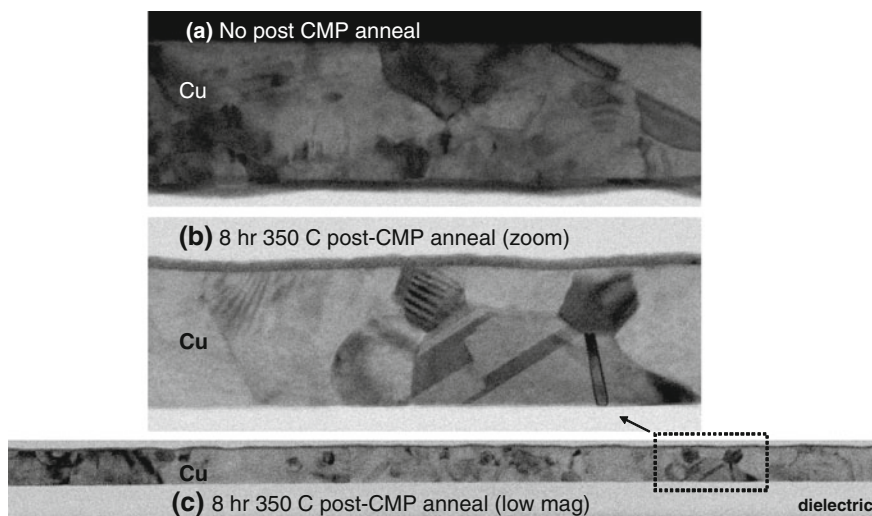 (a) No post CMP anneal
Cu
(b) 8 hr 350 C post-CMP anneal (zoom)
Cu
Cu
(c) 8 hr 350 C post-CMP anneal (low mag)
dielectric